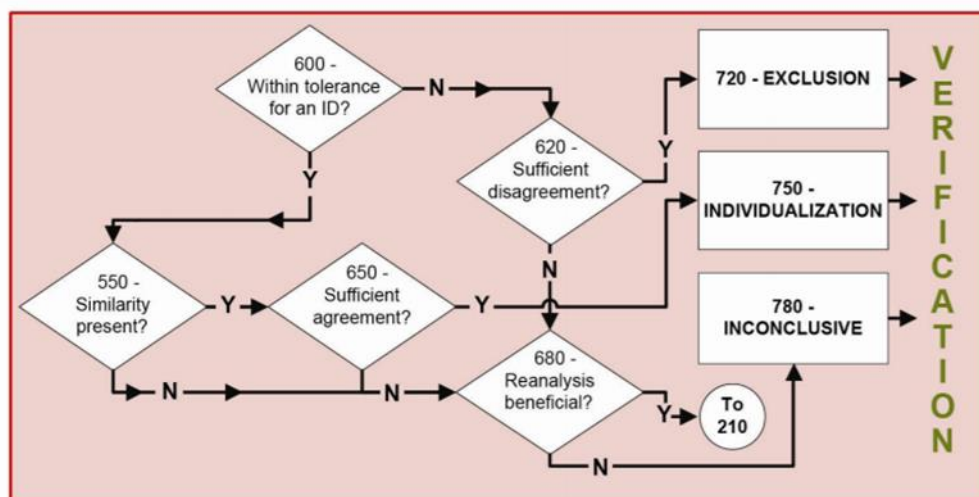 600 -
Within tolerance
for an ID?
N
Y
620 -
Sufficient
disagreement?
Y
N
720 - EXCLUSION
550 -
Similarity
present?
Y
N
650 -
Sufficient
agreement?
Y
N
750 -
INDIVIDUALIZATION
680 -
Reanalysis
beneficial?
Y
N
To
210
780 -
INCONCLUSIVE
VERIFICATION